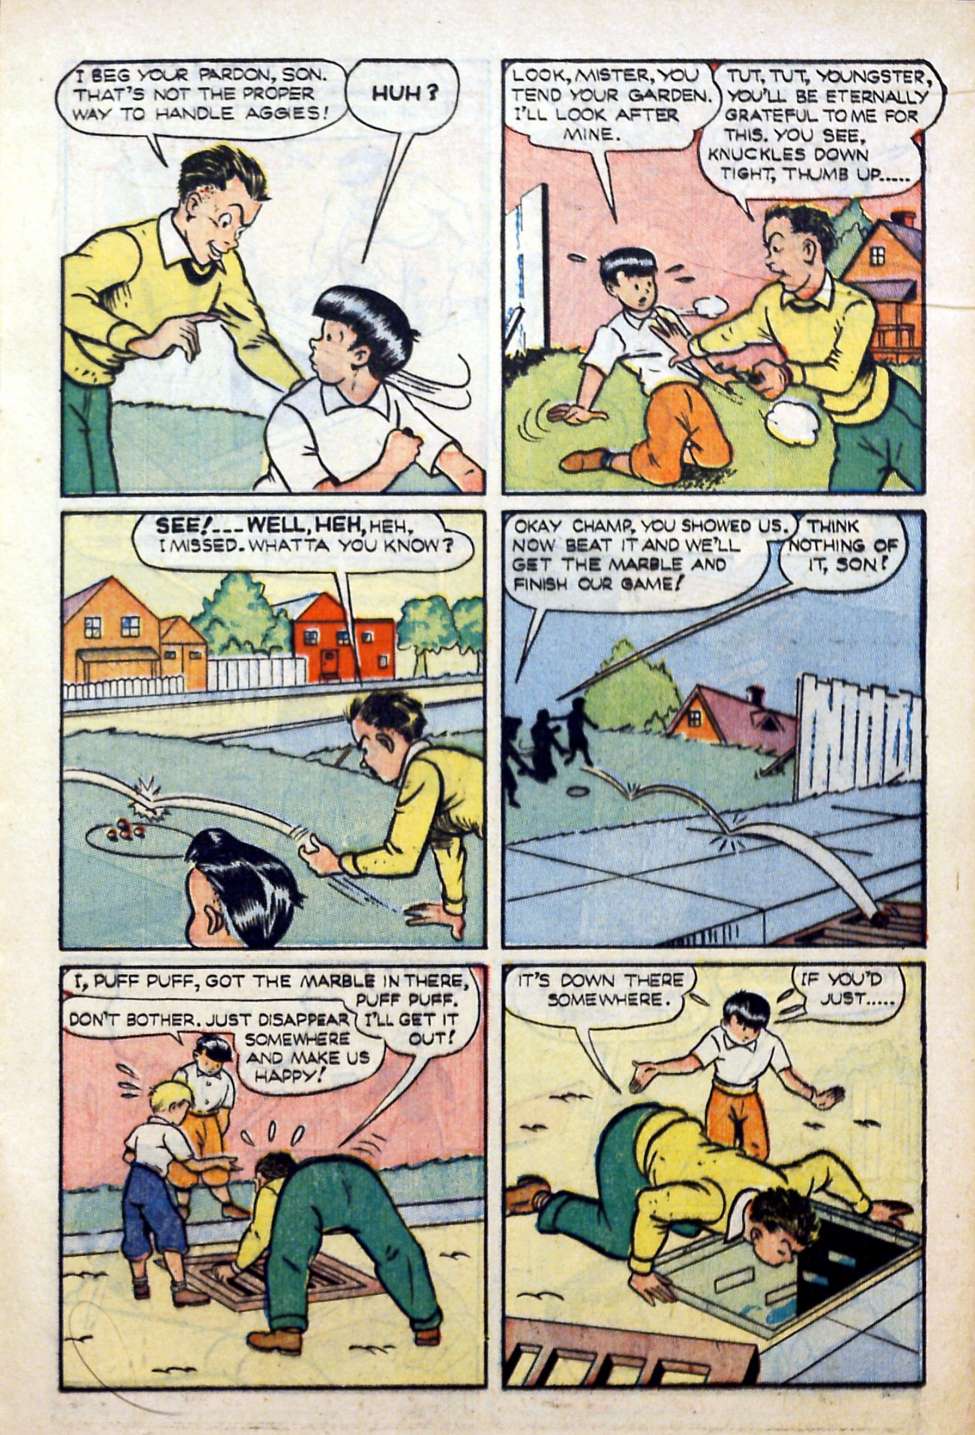 I BEG YOUR PARDON, SON.
THAT'S NOT THE PROPER
WAY TO HANDLE AGGIES!
HUH?
LOOK, MISTER, YOU
TEND YOUR GARDEN.
I'LL LOOK AFTER
MINE.
TUT, TUT, YOUNGSTER,
YOU'LL BE ETERNALLY
GRATEFUL TO ME FOR
THIS. YOU SEE,
KNUCKLES DOWN
TIGHT, THUMB UP.....
SEE!.... WELL, HEH, HEH,
I MISSED. WHATTA YOU KNOW?
OKAY CHAMP, YOU SHOWED US.
NOW BEAT IT AND WE'LL
GET THE MARBLE AND
FINISH OUR GAME!
THINK
NOTHING OF
IT, SON!
I, PUFF PUFF, GOT THE MARBLE IN THERE,
PUFF PUFF.
I'LL GET IT
OUT!
DON'T BOTHER. JUST DISAPPEAR
SOMEWHERE
AND MAKE US
HAPPY!
IT'S DOWN THERE
SOMEWHERE.
IF YOU'D
JUST.....